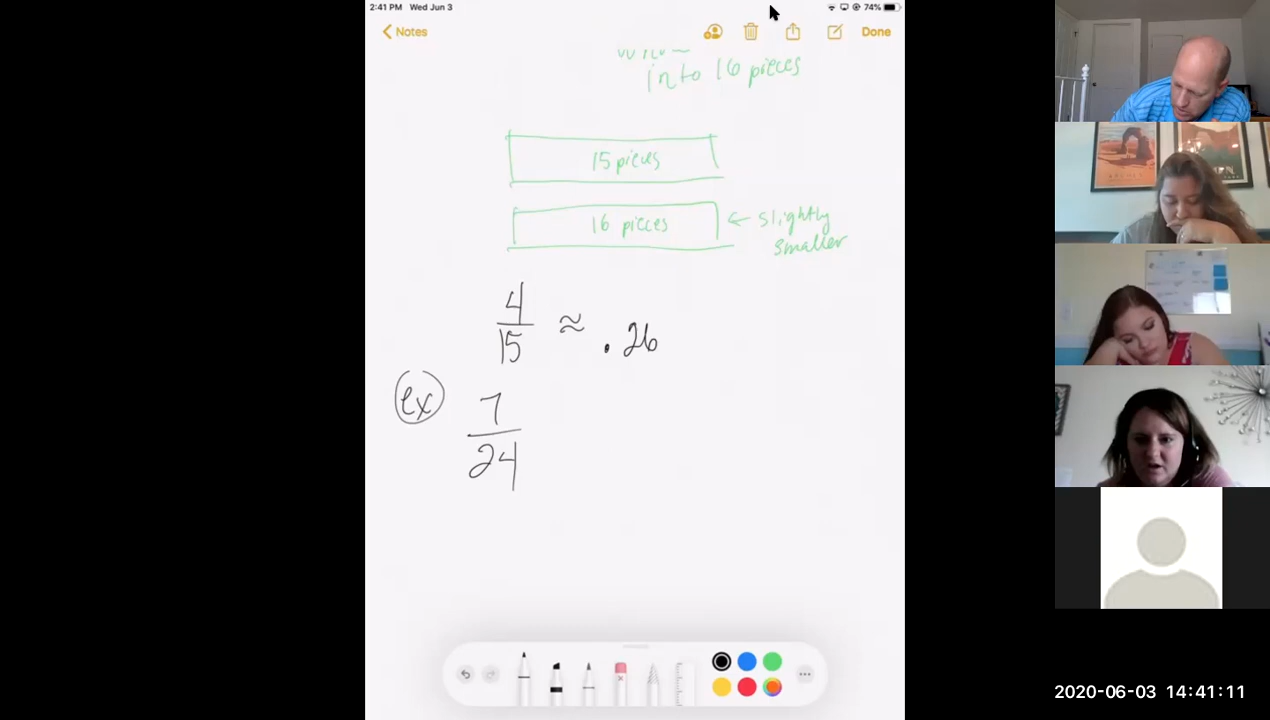 2:41 PM Wed Jun 3
74%
Notes
Done
into 16 pieces
15 pieces
16 pieces ← slightly
smaller
4
15
≈ .26
ex
7
24
2020-06-03 14:41:11